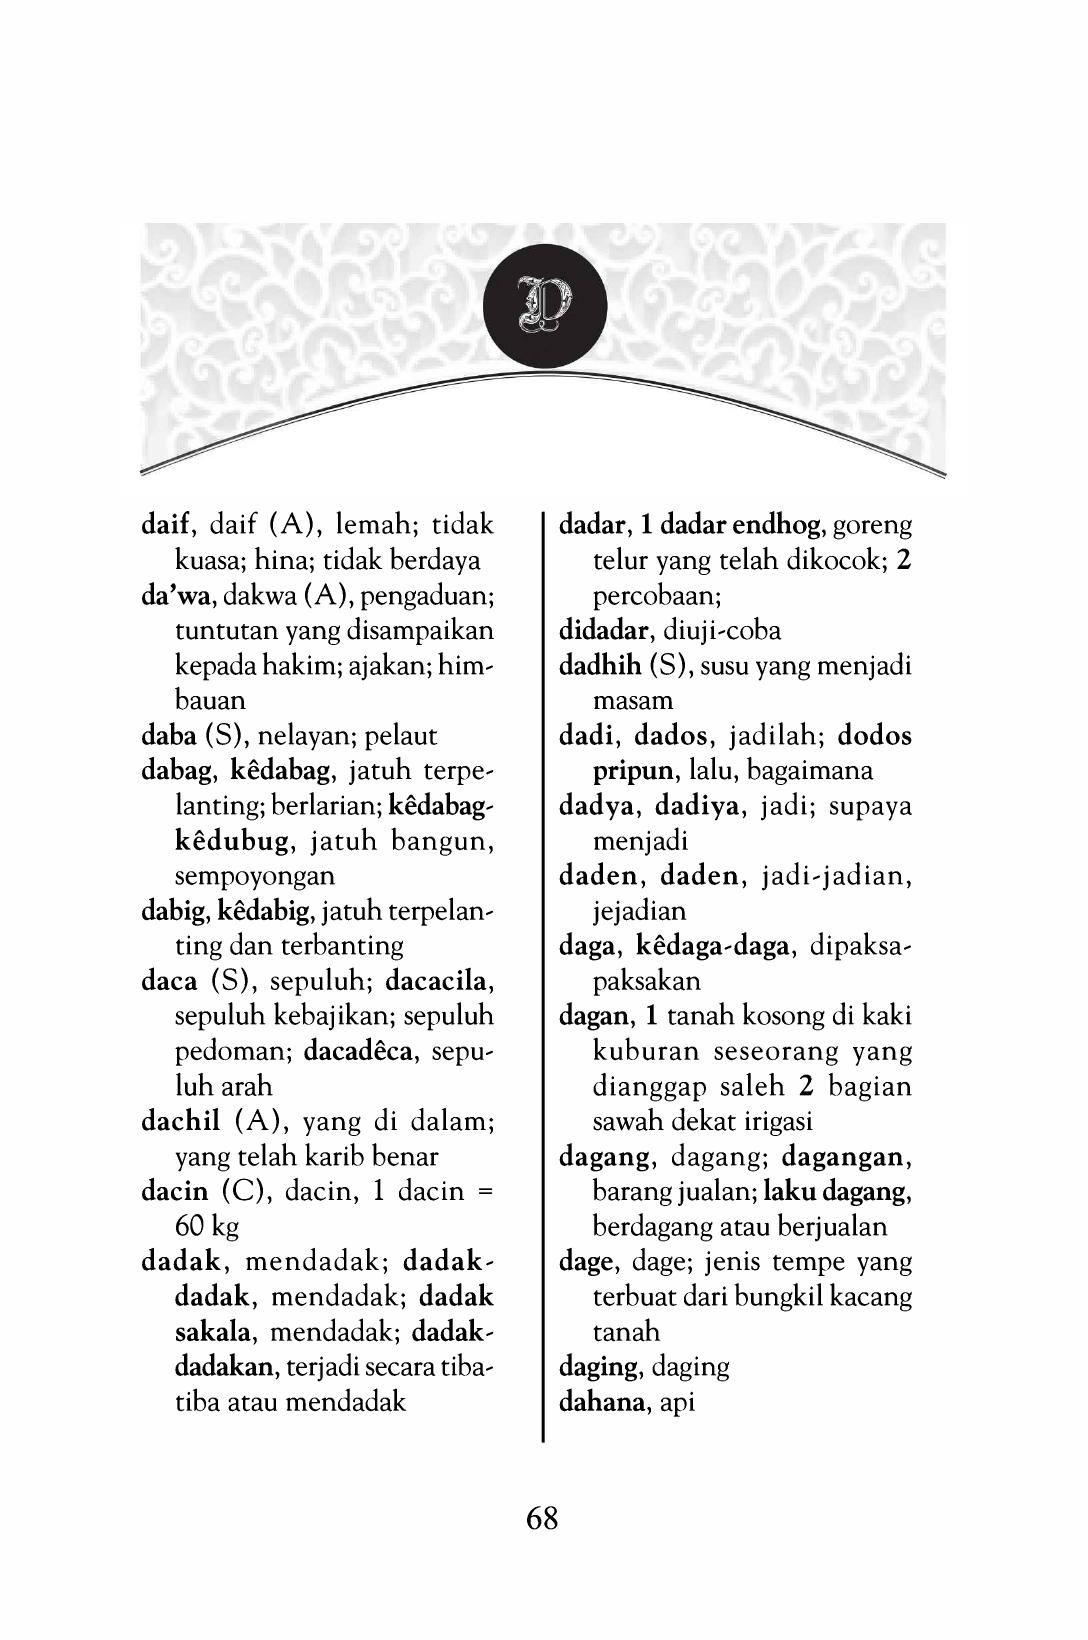 D
daif, daif (A), lemah; tidak
kuasa; hina; tidak berdaya
da’wa, dakwa (A), pengaduan;
tuntutan yang disampaikan
kepada hakim; ajakan; him-
bauan
daba (S), nelayan; pelaut
dabag, kêdabag, jatuh terpe-
lanting; berlarian; kêdabag-
kêdubug, jatuh bangun,
sempoyongan
dabig, kêdabig, jatuh terpelan-
ting dan terbanting
daca (S), sepuluh; dacacila,
sepuluh kebajikan; sepuluh
pedoman; dacadêca, sepu-
luh arah
dachil (A), yang di dalam;
yang telah karib benar
dacin (C), dacin, 1 dacin =
60 kg
dadak, mendadak; dadak-
dadak, mendadak; dadak
sakala, mendadak; dadak-
dadakan, terjadi secara tiba-
tiba atau mendadak
dadar, 1 dadar endhog, goreng
telur yang telah dikocok; 2
percobaan;
didadar, diuji-coba
dadhih (S), susu yang menjadi
masam
dadi, dados, jadilah; dodos
pripun, lalu, bagaimana
dadya, dadiya, jadi; supaya
menjadi
daden, daden, jadi-jadian,
jejadian
daga, kêdaga-daga, dipaksa-
paksakan
dagan, 1 tanah kosong di kaki
kuburan seseorang yang
dianggap saleh 2 bagian
sawah dekat irigasi
dagang, dagang; dagangan,
barang jualan; laku dagang,
berdagang atau berjualan
dage, dage; jenis tempe yang
terbuat dari bungkil kacang
tanah
daging, daging
dahana, api
68